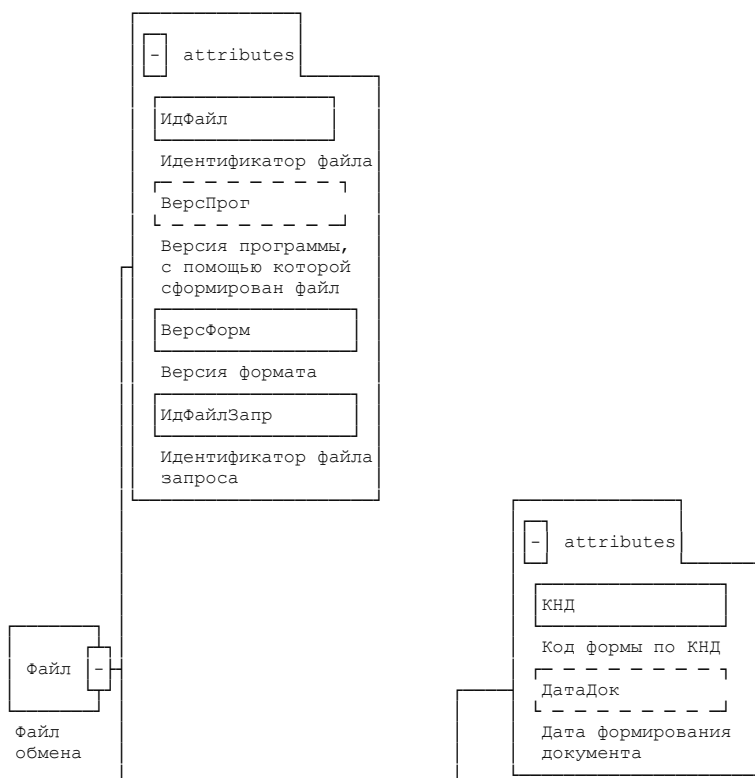 - attributes
ИдФайл
Идентификатор файла
ВерсПрог
Версия программы,
с помощью которой
сформирован файл
ВерсФорм
Версия формата
ИдФайлЗапр
Идентификатор файла
запроса
- attributes
КНД
Код формы по КНД
Файл -
ДатаДок
Файл
обмена
Дата формирования
документа